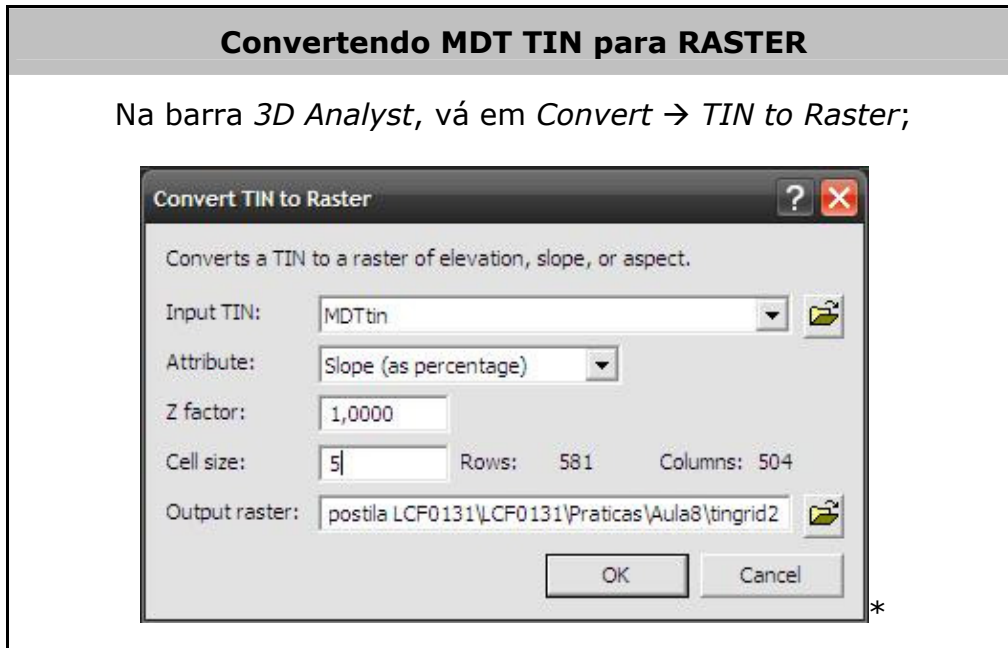 Convertendo MDT TIN para RASTER
Na barra 3D Analyst, vá em Convert → TIN to Raster;
Convert TIN to Raster ?
Converts a TIN to a raster of elevation, slope, or aspect.
Input TIN: MDTtin
Attribute: Slope (as percentage)
Z factor: 1,0000
Cell size: 5 Rows: 581 Columns: 504
Output raster: postila LCF0131\LCF0131\Praticas\Aula8\tingrid2
OK Cancel
*